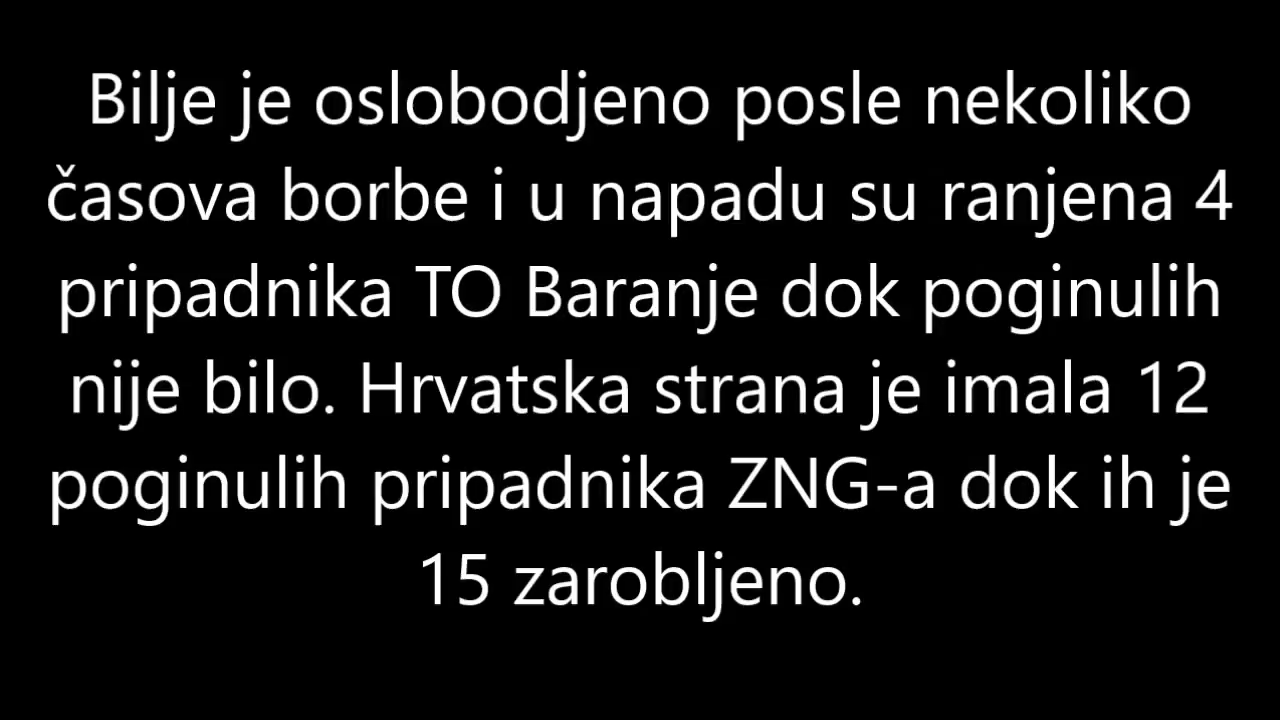 Bilje je oslobodjeno posle nekoliko
časova borbe i u napadu su ranjena 4
pripadnika TO Baranje dok poginulih
nije bilo. Hrvatska strana je imala 12
poginulih pripadnika ZNG-a dok ih je
15 zarobljeno.